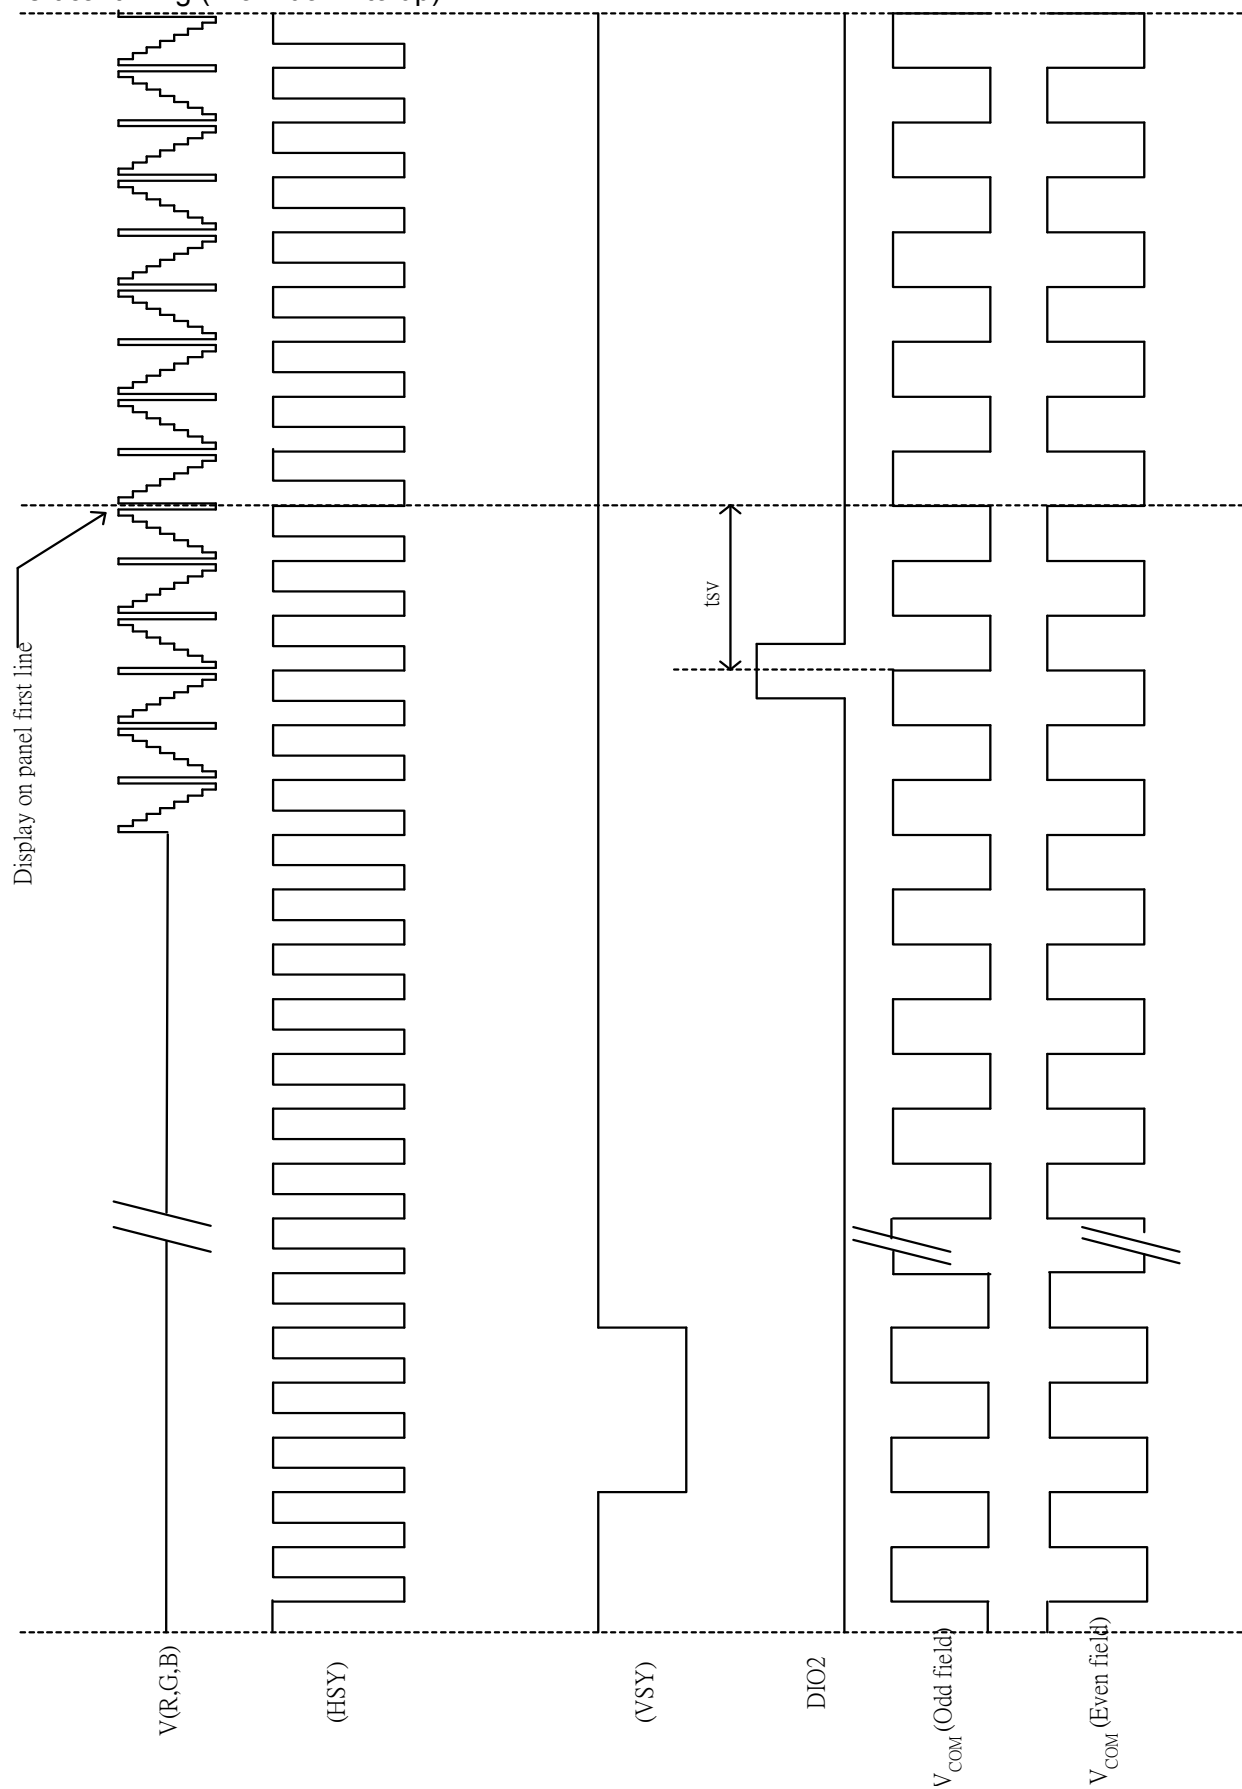 Display on panel first line
tsv
V(R,G,B)
(HSY)
(VSY)
DIO2
VCOM (Odd field)
VCOM (Even field)